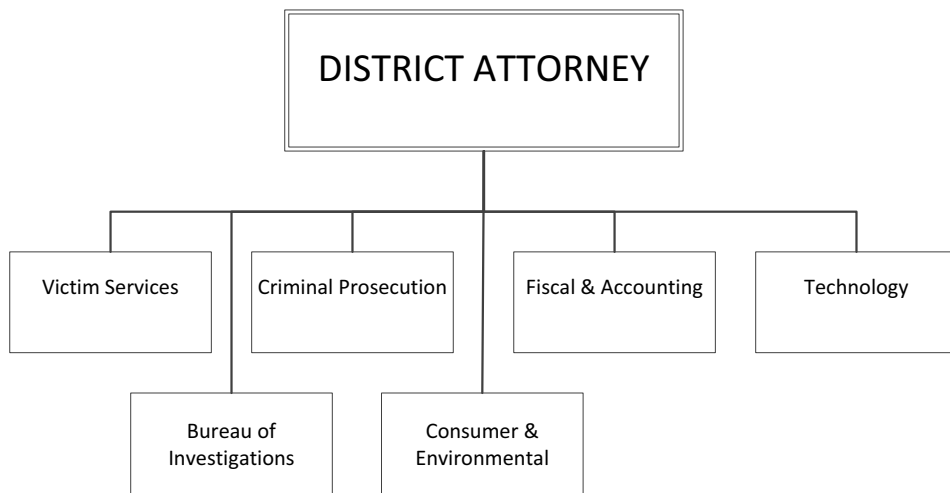 DISTRICT ATTORNEY
Victim Services
Criminal Prosecution
Fiscal & Accounting
Technology
Bureau of
Investigations
Consumer &
Environmental